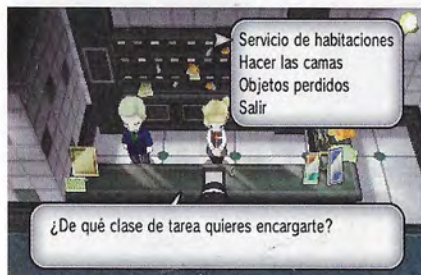 Servicio de habitaciones
Hacer las camas
Objetos perdidos
Salir
¿De qué clase de tarea quieres encargarte?